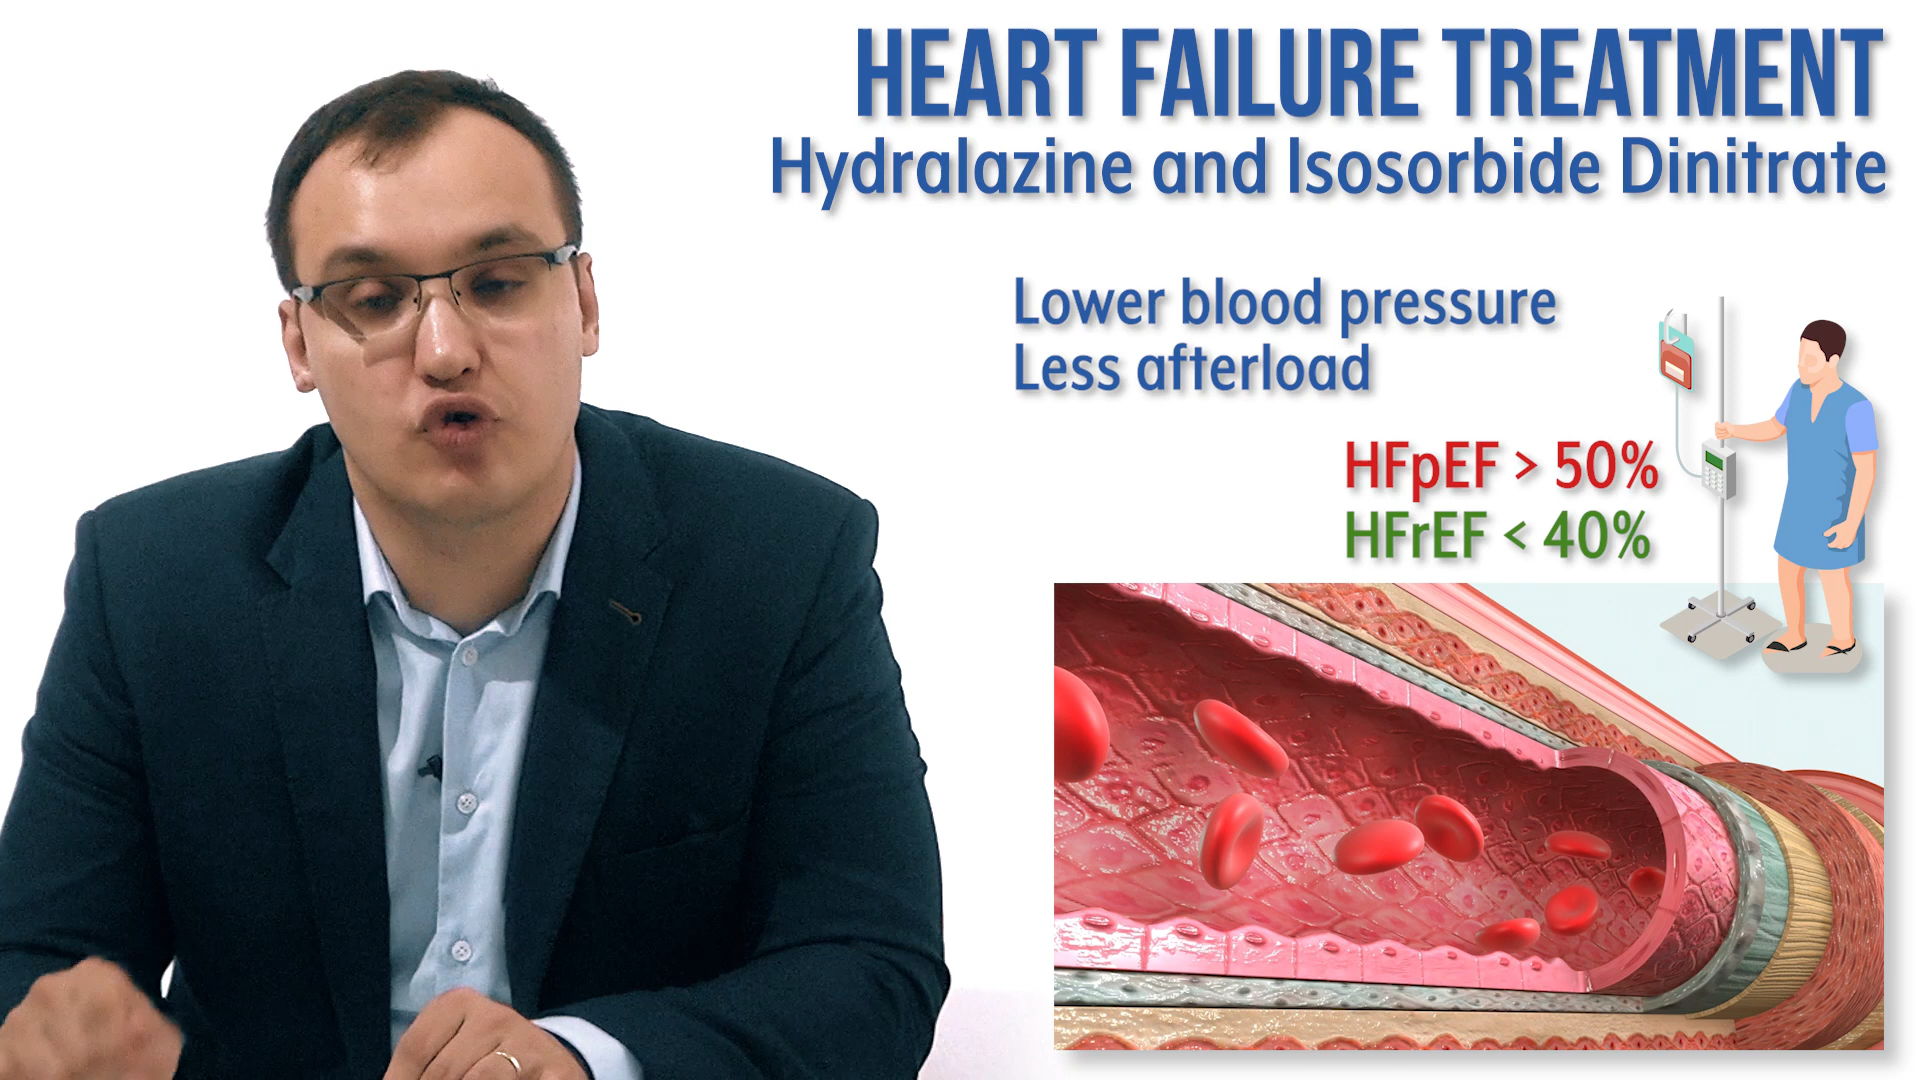 HEART FAILURE TREATMENT
Hydralazine and Isosorbide Dinitrate
Lower blood pressure
Less afterload
HFpEF > 50%
HFrEF < 40%